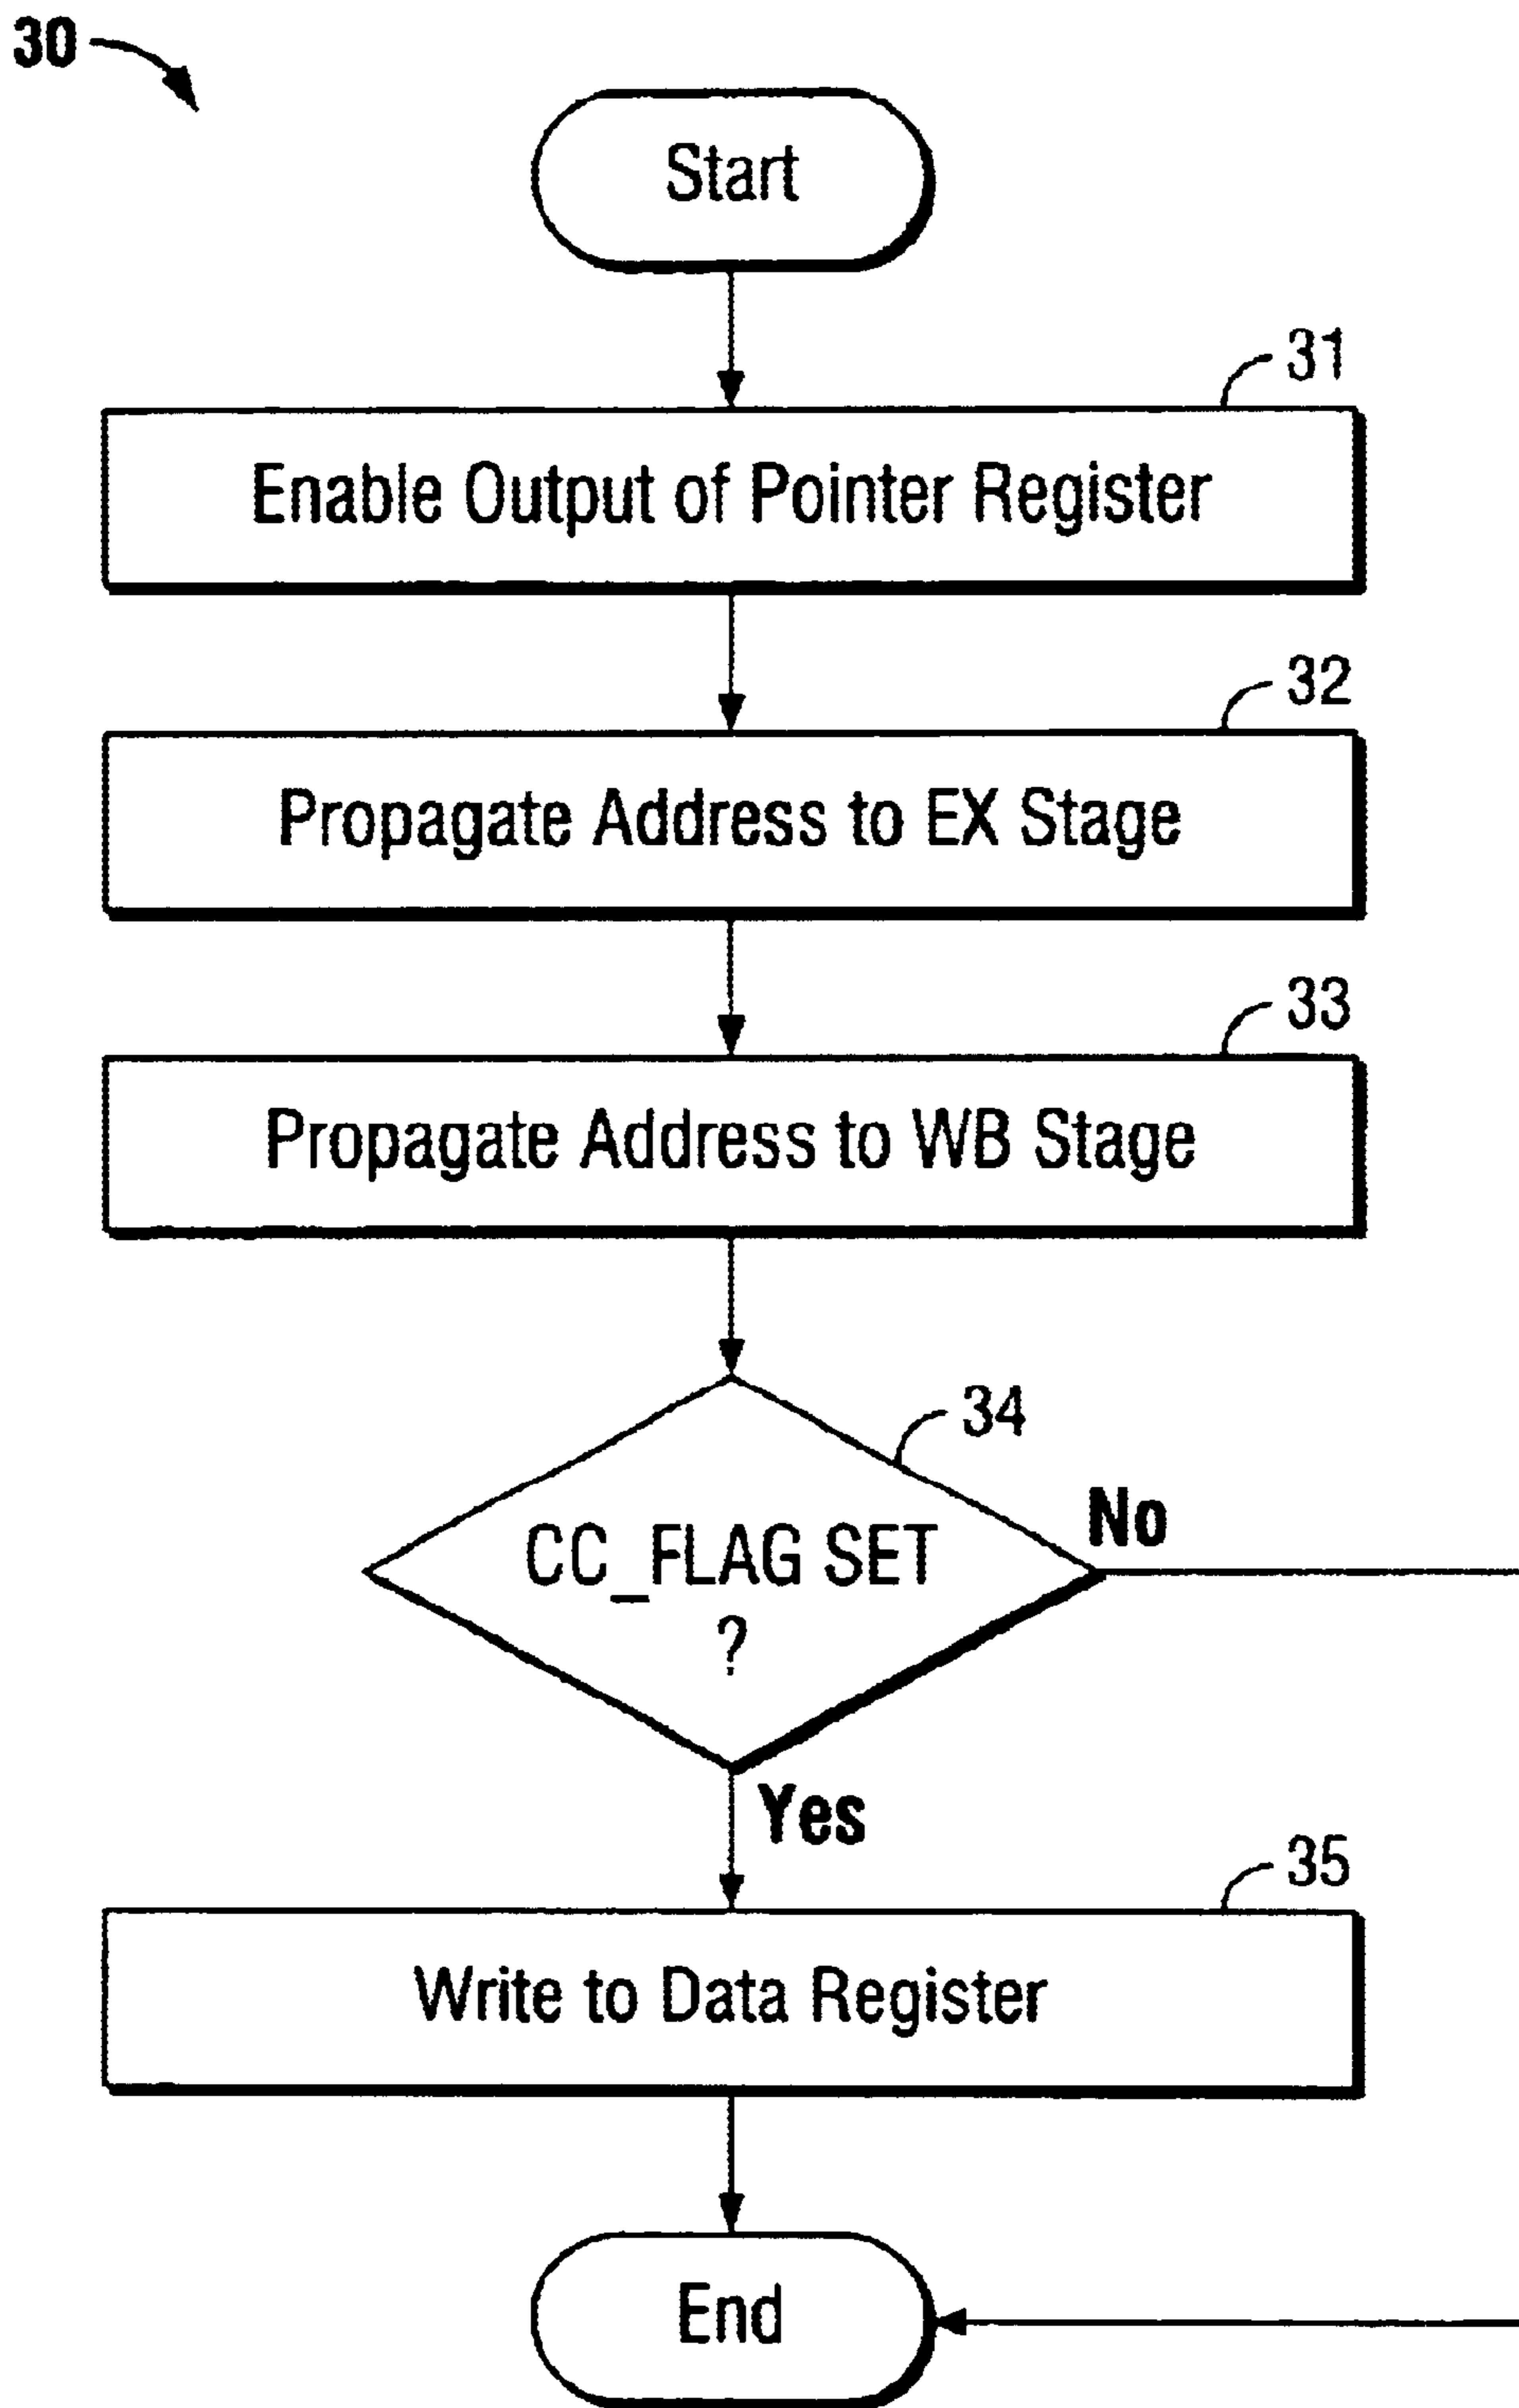 30
Start
31
Enable Output of Pointer Register
32
Propagate Address to EX Stage
33
Propagate Address to WB Stage
34
CC_FLAG SET
?
No
Yes
35
Write to Data Register
End